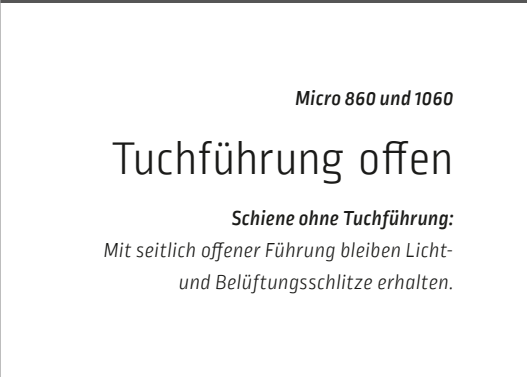 Micro 860 und 1060
Tuchführung offen
Schiene ohne Tuchführung:
Mit seitlich offener Führung bleiben Licht-
und Belüftungsschlitze erhalten.